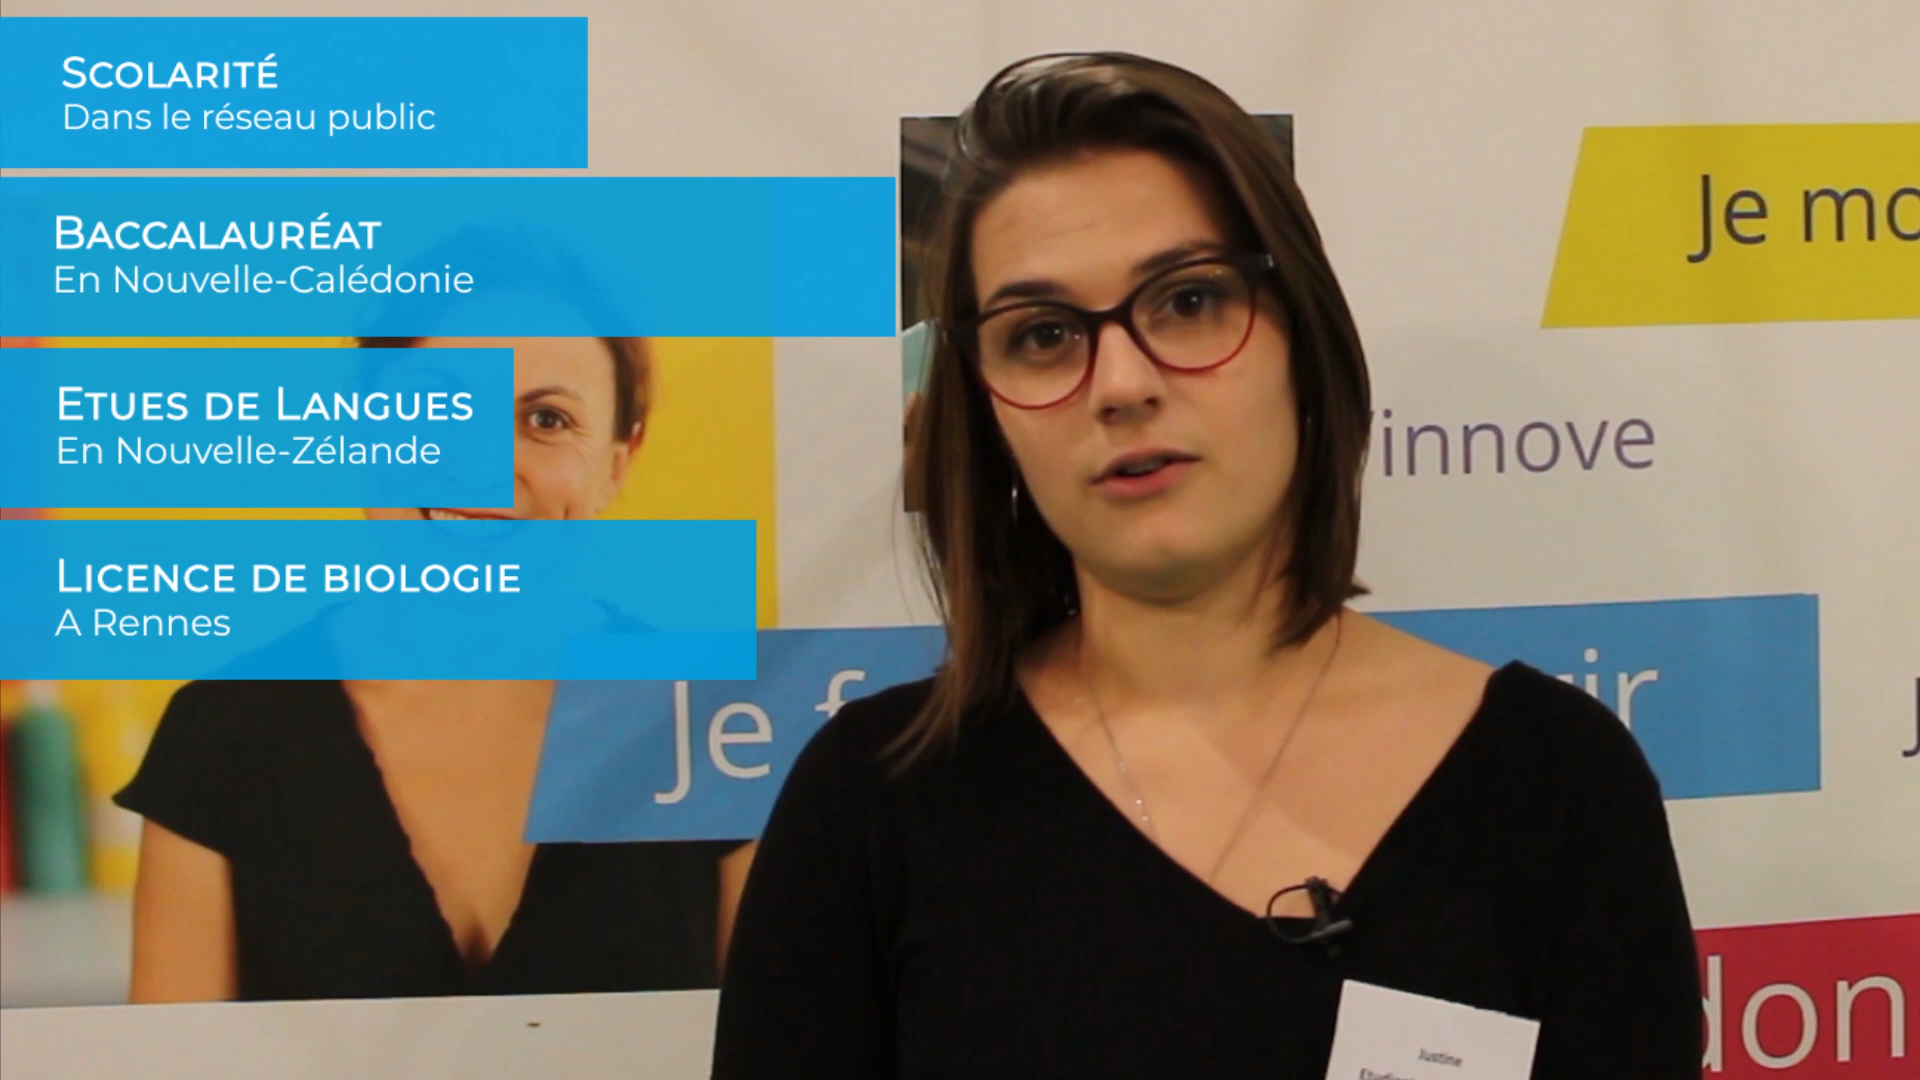 SCOLARITÉ
Dans le réseau public
BACCALAURÉAT
En Nouvelle-Calédonie
ETUES DE LANGUES
En Nouvelle-Zélande
LICENCE DE BIOLOGIE
A Rennes
Je mo
'innove
Je f
ir
J
don
Justine